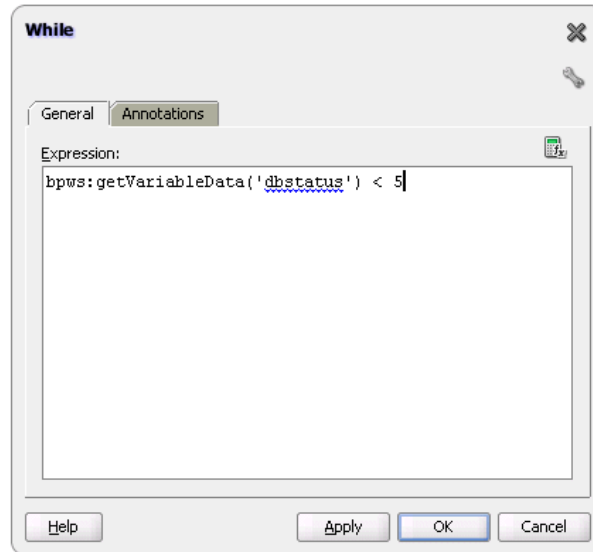 While
General Annotations
Expression:
bpws:getVariableData('dbstatus') < 5
Help Apply OK Cancel